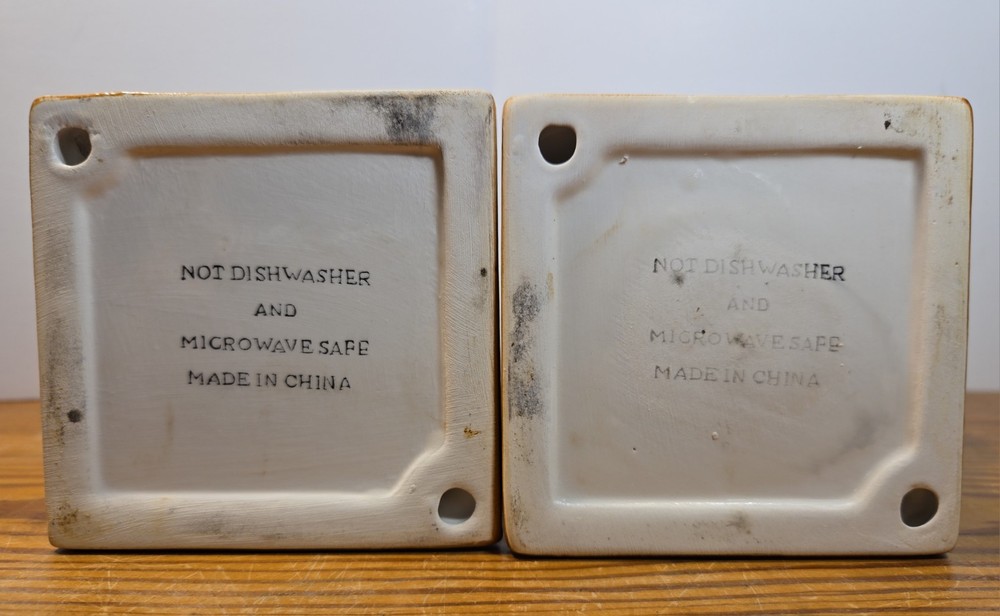 NOT DISHWASHER
AND
MICROWAVE SAFE
MADE IN CHINA
NOT DISHWASHER
AND
MICROWAVE SAFE
MADE IN CHINA